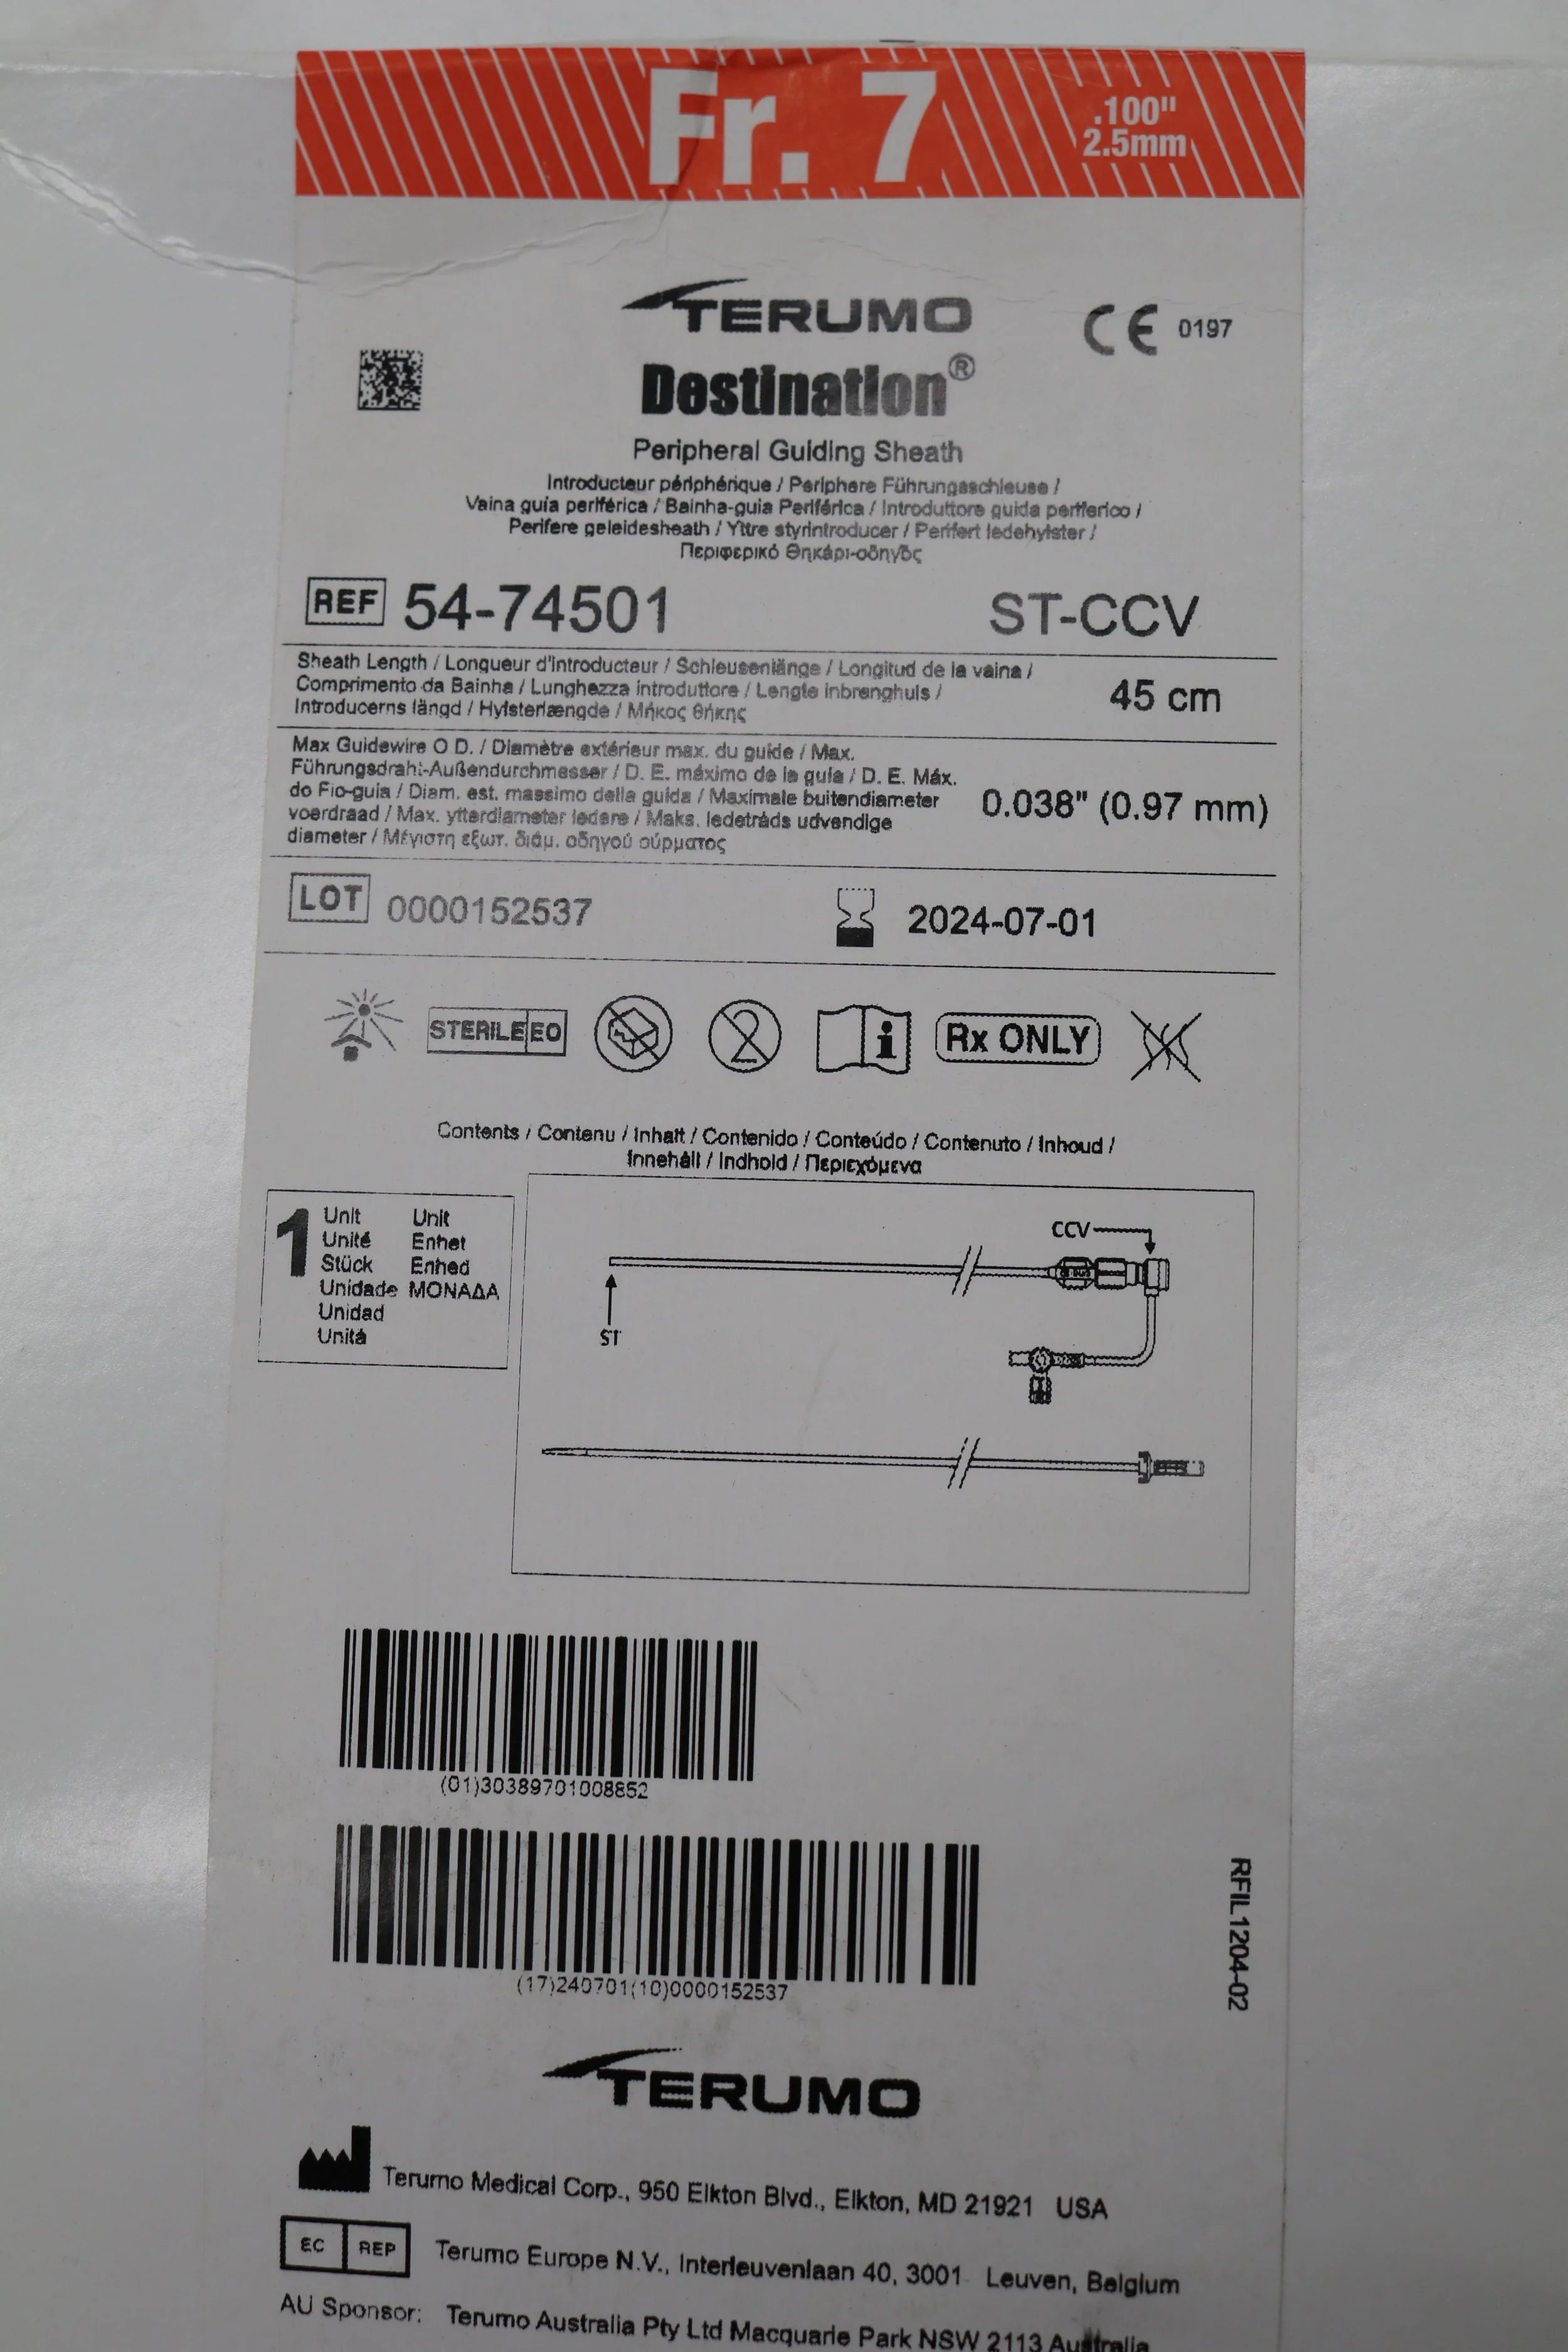 Fr. 7
.100"
2.5mm
TERUMO
CE 0197
Destination®
Peripheral Guiding Sheath
Introducteur périphérique / Periphere Führungsschleuse /
Vaina guía periférica / Bainha-guia Periférica / Introduttore guida periferico /
Perifere geleidesheath / Yttre styrintroducer / Perifert ledehylster /
Περιφερικό Θηκάρι-οδηγός
REF 54-74501 ST-CCV
Sheath Length / Longueur d'introducteur / Schleusenlänge / Longitud de la vaina /
Comprimento da Bainha / Lunghezza introduttore / Lengte inbrenghuls /
Introducerns längd / Hylsterlængde / Μήκος θήκης
45 cm
Max Guidewire O D. / Diamètre extérieur max. du guide / Max.
Führungsdraht-Außendurchmesser / D. E. máximo de la guía / D. E. Máx.
do Fio-guia / Diam. est. massimo della guida / Maximale buitendiameter
voerdraad / Max. ytterdiameter ledare / Maks. ledetråds udvendige
diameter / Μέγιστη εξωτ. διάμ. οδηγού σύρματος
0.038" (0.97 mm)
LOT 0000152537 2024-07-01
STERILE EO 2 i Rx ONLY
Contents / Contenu / Inhalt / Contenido / Conteúdo / Contenuto / Inhoud /
Innehåll / Indhold / Περιεχόμενα
1
Unit Unit
Unité Enhet
Stück Enhed
Unidade ΜΟΝΑΔΑ
Unidad
Unità
CCV
ST
(01)30389701008852
(17)240701(10)0000152537
RFIL1204-02
TERUMO
Terumo Medical Corp., 950 Elkton Blvd., Elkton, MD 21921 USA
EC REP Terumo Europe N.V., Interleuvenlaan 40, 3001 Leuven, Belgium
AU Sponsor: Terumo Australia Pty Ltd Macquarie Park NSW 2113 Australia